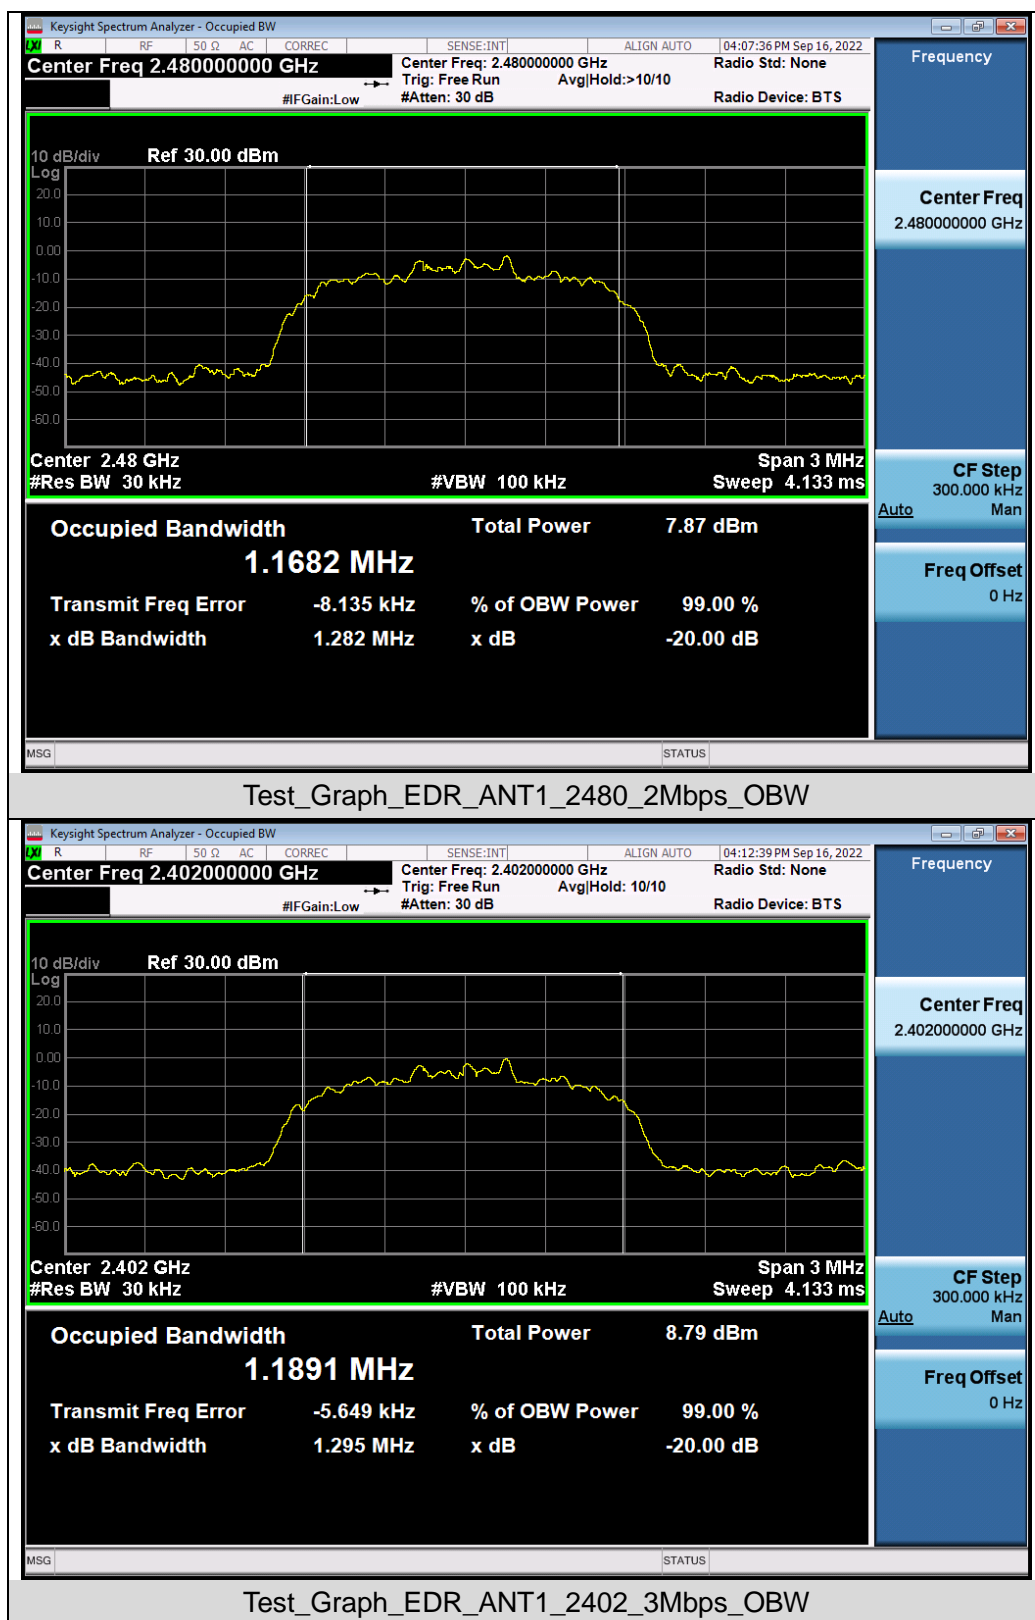 Keysight Spectrum Analyzer - Occupied BW
LXI R RF 50 Ω AC CORREC SENSE:INT ALIGN AUTO 04:07:36 PM Sep 16, 2022
Center Freq 2.480000000 GHz Center Freq: 2.480000000 GHz Radio Std: None
Trig: Free Run Avg|Hold:>10/10
#IFGain:Low #Atten: 30 dB Radio Device: BTS
Frequency
10 dB/div Ref 30.00 dBm
Log
20.0
10.0
0.00
-10.0
-20.0
-30.0
-40.0
-50.0
-60.0
Center 2.48 GHz Span 3 MHz
#Res BW 30 kHz #VBW 100 kHz Sweep 4.133 ms
Center Freq
2.480000000 GHz
CF Step
300.000 kHz
Auto Man
Freq Offset
0 Hz
Occupied Bandwidth Total Power 7.87 dBm
1.1682 MHz
Transmit Freq Error -8.135 kHz % of OBW Power 99.00 %
x dB Bandwidth 1.282 MHz x dB -20.00 dB
MSG STATUS
Test_Graph_EDR_ANT1_2480_2Mbps_OBW
Keysight Spectrum Analyzer - Occupied BW
LXI R RF 50 Ω AC CORREC SENSE:INT ALIGN AUTO 04:12:39 PM Sep 16, 2022
Center Freq 2.402000000 GHz Center Freq: 2.402000000 GHz Radio Std: None
Trig: Free Run Avg|Hold: 10/10
#IFGain:Low #Atten: 30 dB Radio Device: BTS
Frequency
10 dB/div Ref 30.00 dBm
Log
20.0
10.0
0.00
-10.0
-20.0
-30.0
-40.0
-50.0
-60.0
Center 2.402 GHz Span 3 MHz
#Res BW 30 kHz #VBW 100 kHz Sweep 4.133 ms
Center Freq
2.402000000 GHz
CF Step
300.000 kHz
Auto Man
Freq Offset
0 Hz
Occupied Bandwidth Total Power 8.79 dBm
1.1891 MHz
Transmit Freq Error -5.649 kHz % of OBW Power 99.00 %
x dB Bandwidth 1.295 MHz x dB -20.00 dB
MSG STATUS
Test_Graph_EDR_ANT1_2402_3Mbps_OBW